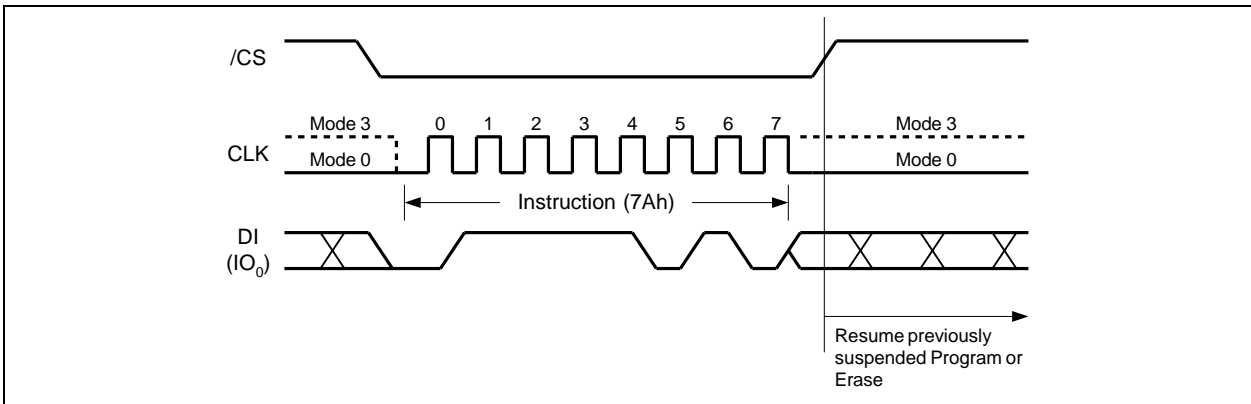 /CS
Mode 3 0 1 2 3 4 5 6 7 Mode 3
CLK
Mode 0 Mode 0
Instruction (7Ah)
DI
(IO0)
Resume previously
suspended Program or
Erase